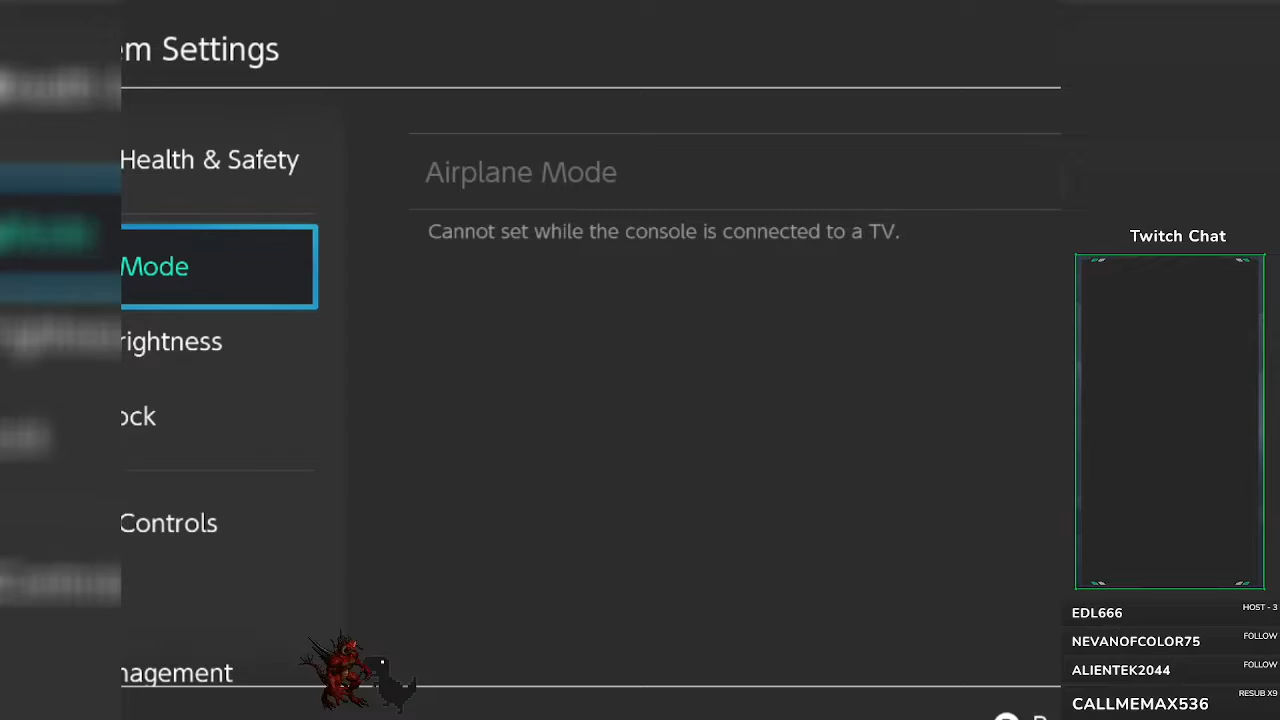 em Settings
Health & Safety
Mode
rightness
ock
Controls
nagement
Airplane Mode
Cannot set while the console is connected to a TV.
Twitch Chat
EDL666 HOST - 3
NEVANOFCOLOR75 FOLLOW
ALIENTEK2044 FOLLOW
CALLMEMAX536 RESUB X9